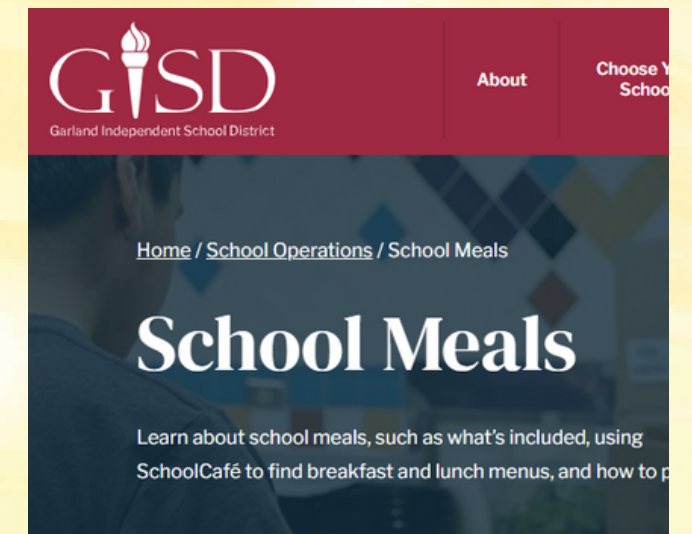 GISD
Garland Independent School District
About
Choose
Home / School Operations / School Meals
School Meals
Learn about school meals, such as what's included, using
SchoolCafé to find breakfast and lunch menus, and how to